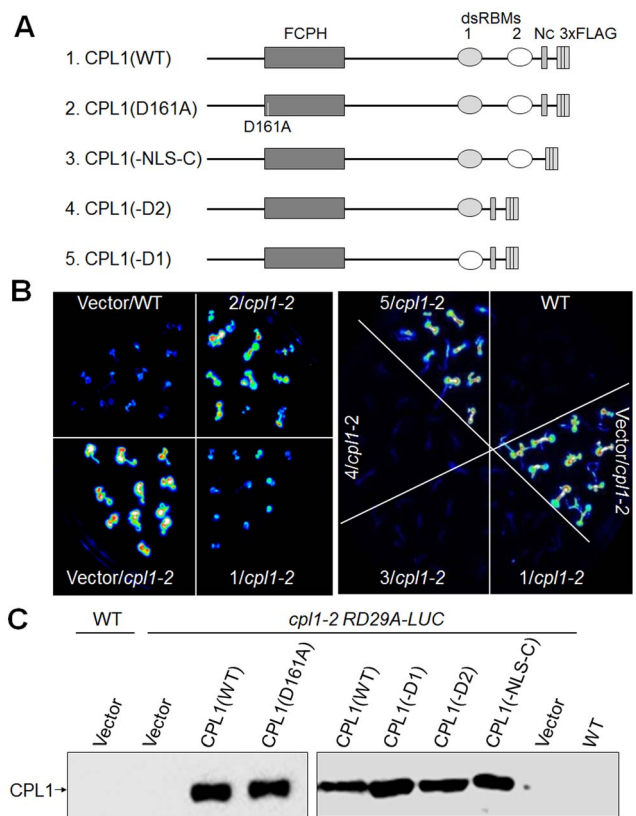 A
dsRBMs
FCPH 1 2 Nc 3xFLAG
1. CPL1(WT)
2. CPL1(D161A)
D161A
3. CPL1(-NLS-C)
4. CPL1(-D2)
5. CPL1(-D1)
B
Vector/WT 2/cpl1-2
Vector/cpl1-2 1/cpl1-2
5/cpl1-2 WT
4/cpl1-2
Vector/cpl1-2
3/cpl1-2 1/cpl1-2
C
WT cpl1-2 RD29A-LUC
Vector Vector CPL1(WT) CPL1(D161A) CPL1(WT) CPL1(-D1) CPL1(-D2) CPL1(-NLS-C) Vector WT
CPL1→